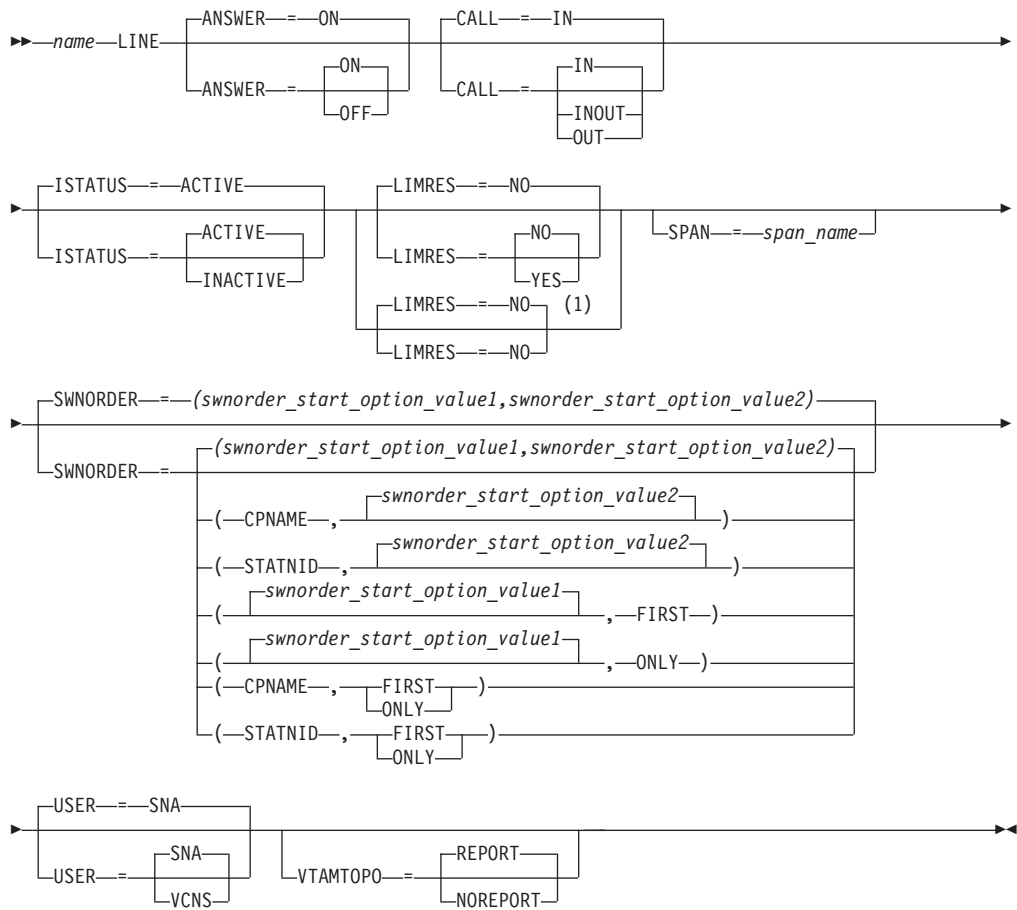 ANSWER = ON CALL = IN
name LINE
ON IN
ANSWER = CALL =
OFF INOUT
OUT
ISTATUS = ACTIVE LIMRES = NO
ACTIVE NO SPAN = span_name
ISTATUS = LIMRES =
INACTIVE YES
LIMRES = NO (1)
LIMRES = NO
SWNORDER = (swnorder_start_option_value1,swnorder_start_option_value2)
(swnorder_start_option_value1,swnorder_start_option_value2)
SWNORDER =
swnorder_start_option_value2
( CPNAME , )
swnorder_start_option_value2
( STATNID , )
swnorder_start_option_value1
( , FIRST )
swnorder_start_option_value1
( , ONLY )
( CPNAME , FIRST )
ONLY
( STATNID , FIRST )
ONLY
USER = SNA
SNA REPORT
USER = VTAMTOPO =
VCNS NOREPORT